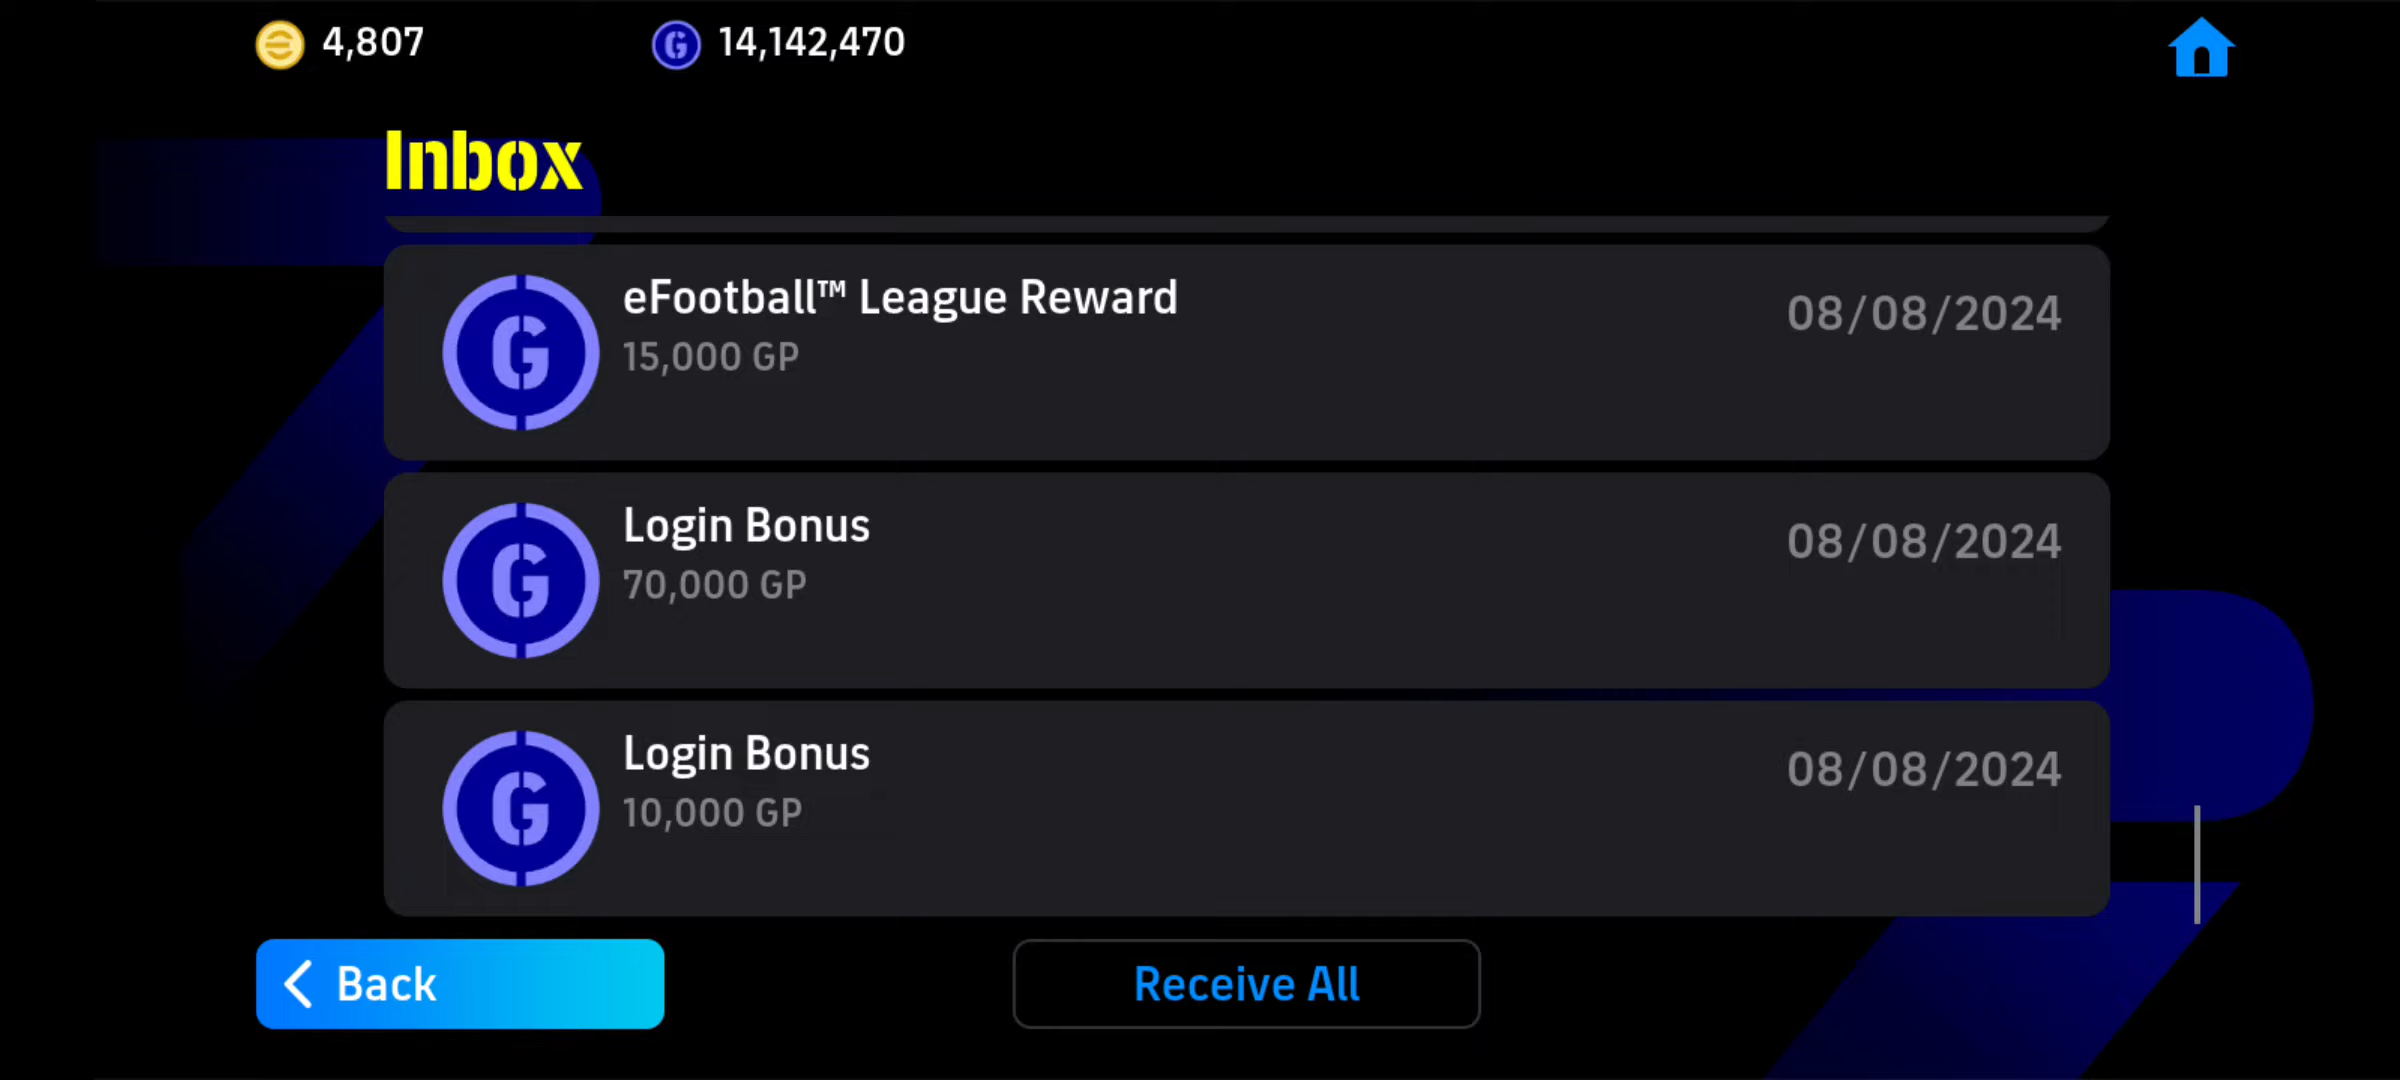 4,807
14,142,470
Inbox
eFootball™ League Reward
08/08/2024
15,000 GP
Login Bonus
08/08/2024
70,000 GP
Login Bonus
08/08/2024
10,000 GP
Back
Receive All